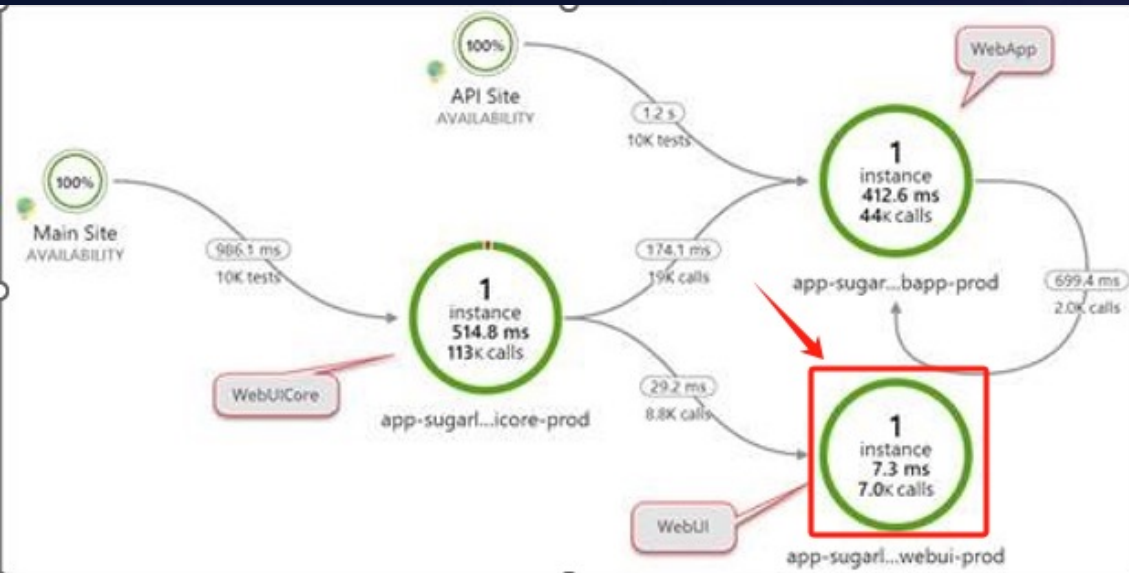 100%
API Site
AVAILABILITY
1.2 s
10K tests
WebApp
1
instance
412.6 ms
44K calls
app-sugar...bapp-prod
100%
Main Site
AVAILABILITY
986.1 ms
10K tests
1
instance
514.8 ms
113K calls
app-sugarl...icore-prod
WebUICore
174.1 ms
19K calls
699.4 ms
2.0K calls
29.2 ms
8.8K calls
1
instance
7.3 ms
7.0K calls
app-sugarl...webui-prod
WebUI